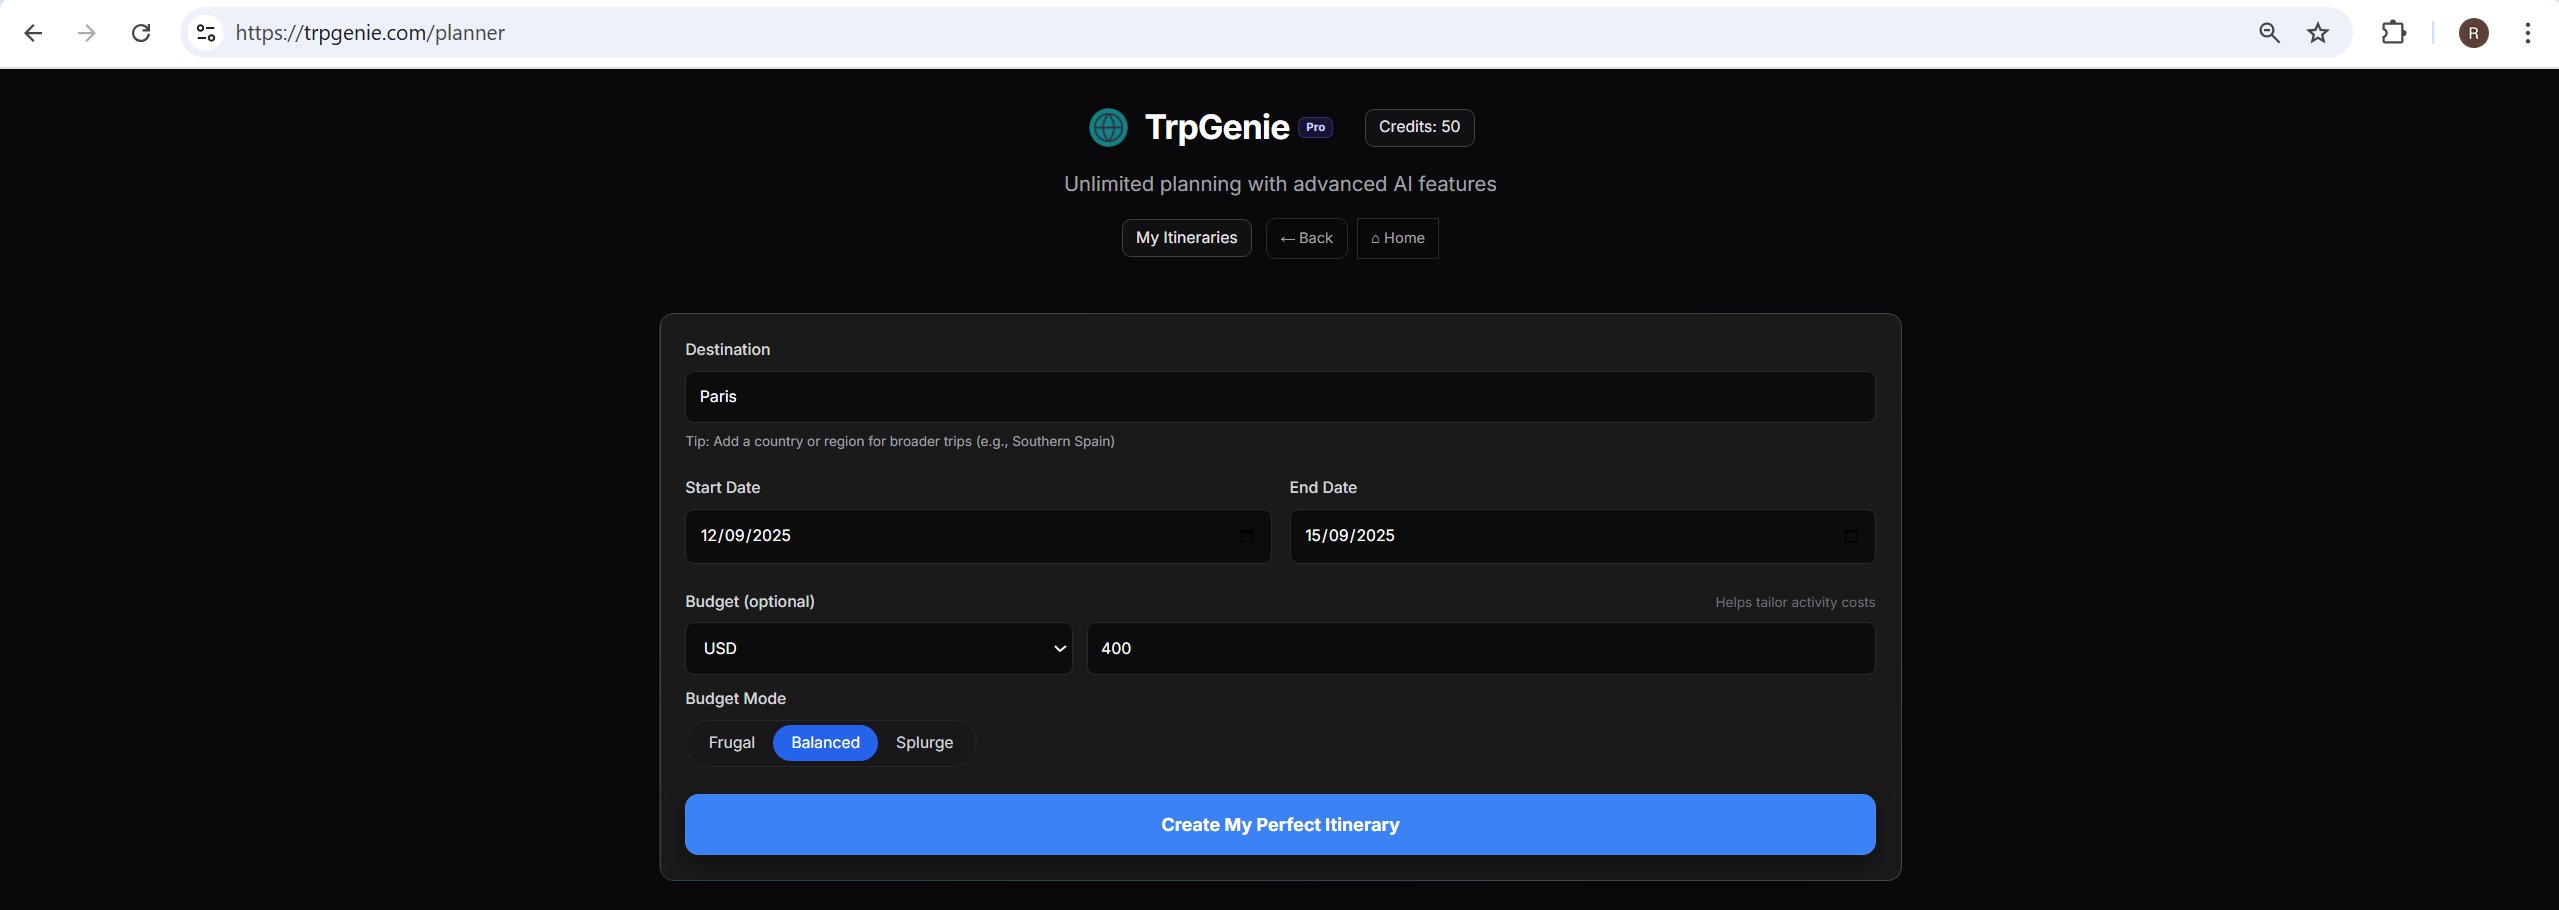 https://trpgenie.com/planner
R
TrpGenie Pro Credits: 50
Unlimited planning with advanced AI features
My Itineraries ← Back ⌂ Home
Destination
Paris
Tip: Add a country or region for broader trips (e.g., Southern Spain)
Start Date End Date
12/09/2025 15/09/2025
Budget (optional) Helps tailor activity costs
USD 400
Budget Mode
Frugal Balanced Splurge
Create My Perfect Itinerary